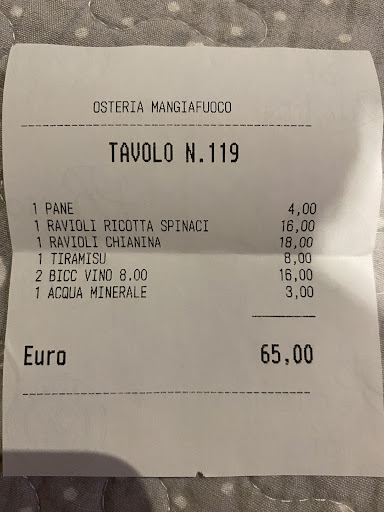 OSTERIA MANGIAFUOCO
TAVOLO N.119
1 PANE 4,00
1 RAVIOLI RICOTTA SPINACI 16,00
1 RAVIOLI CHIANINA 18,00
1 TIRAMISU 8,00
2 BICC VINO 8.00 16,00
1 ACQUA MINERALE 3,00
Euro 65,00